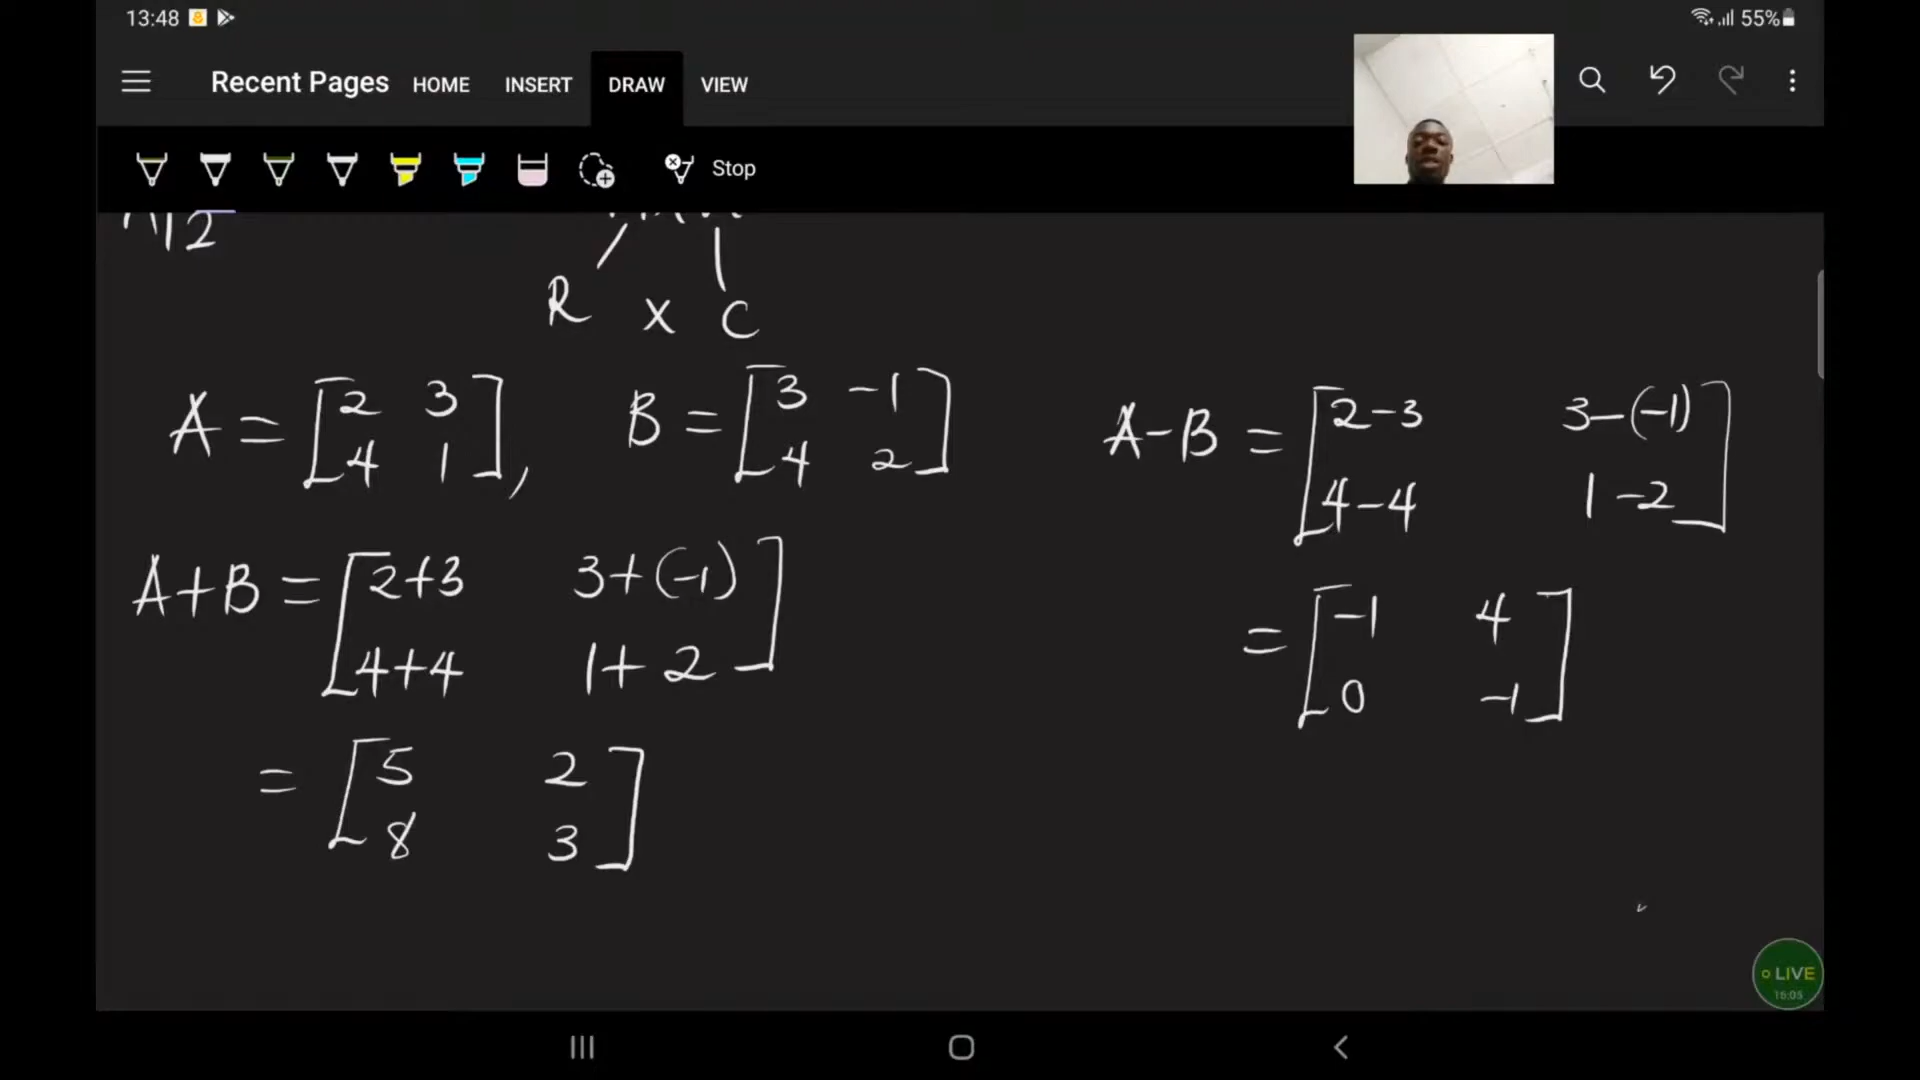 13:48
55%
Recent Pages HOME INSERT DRAW VIEW
Stop
R x C
A = [2 3
4 1],
B = [3 -1
4 2]
A+B = [2+3 3+(-1)
4+4 1+2]
= [5 2
8 3]
A-B = [2-3 3-(-1)
4-4 1-2]
= [-1 4
0 -1]
LIVE
16:05